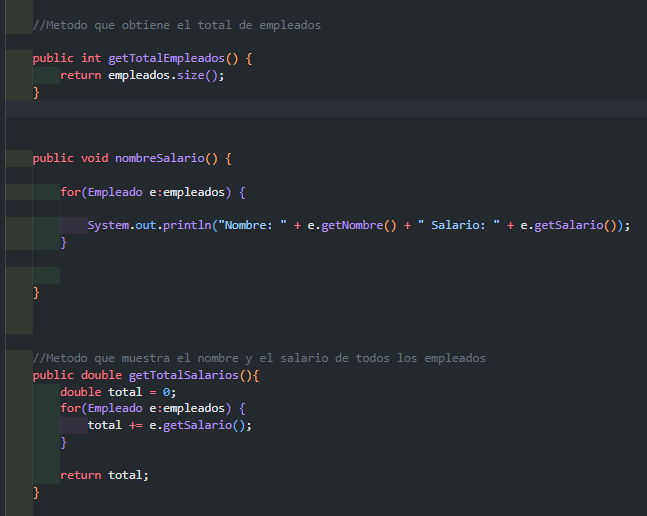 //Metodo que obtiene el total de empleados
public int getTotalEmpleados() {
return empleados.size();
}
public void nombreSalario() {
for(Empleado e:empleados) {
System.out.println("Nombre: " + e.getNombre() + " Salario: " + e.getSalario());
}
}
//Metodo que muestra el nombre y el salario de todos los empleados
public double getTotalSalarios(){
double total = 0;
for(Empleado e:empleados) {
total += e.getSalario();
}
return total;
}